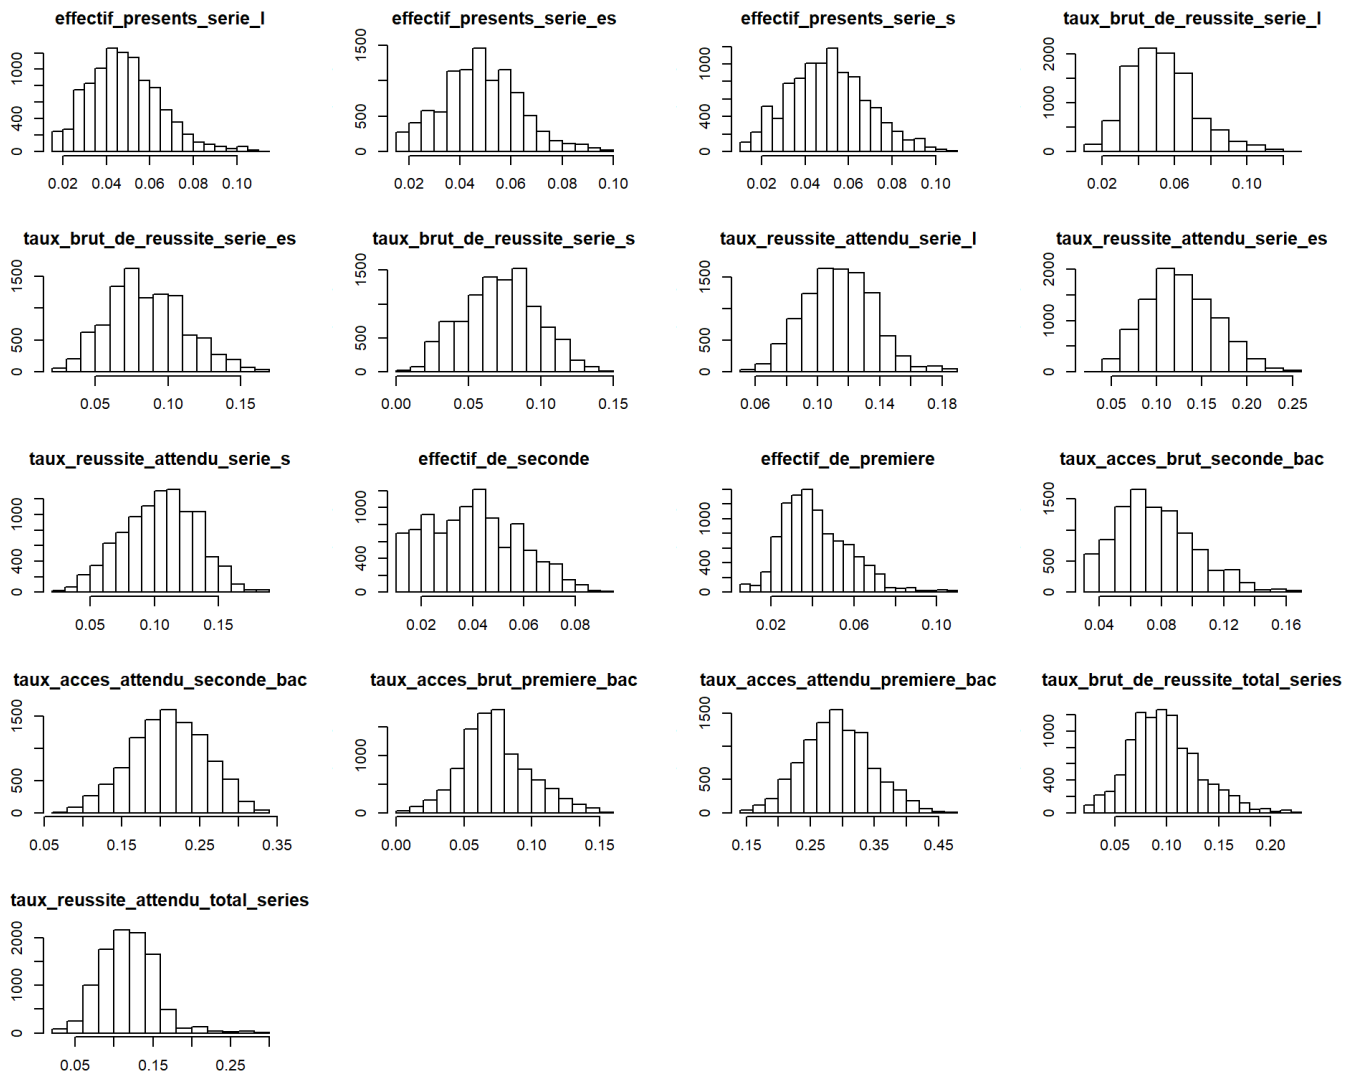 effectif_presents_serie_l
0 400 1000
0.02 0.04 0.06 0.08 0.10
effectif_presents_serie_es
0 500 1500
0.02 0.04 0.06 0.08 0.10
effectif_presents_serie_s
0 400 1000
0.02 0.04 0.06 0.08 0.10
taux_brut_de_reussite_serie_l
0 1000 2000
0.02 0.06 0.10
taux_brut_de_reussite_serie_es
0 500 1500
0.05 0.10 0.15
taux_brut_de_reussite_serie_s
0 500 1500
0.00 0.05 0.10 0.15
taux_reussite_attendu_serie_l
0 500 1500
0.06 0.10 0.14 0.18
taux_reussite_attendu_serie_es
0 1000 2000
0.05 0.10 0.15 0.20 0.25
taux_reussite_attendu_serie_s
0 400 1000
0.05 0.10 0.15
effectif_de_seconde
0 400 1000
0.02 0.04 0.06 0.08
effectif_de_premiere
0 400 1000
0.02 0.06 0.10
taux_acces_brut_seconde_bac
0 500 1500
0.04 0.08 0.12 0.16
taux_acces_attendu_seconde_bac
0 500 1500
0.05 0.15 0.25 0.35
taux_acces_brut_premiere_bac
0 1000
0.00 0.05 0.10 0.15
taux_acces_attendu_premiere_bac
0 500 1500
0.15 0.25 0.35 0.45
taux_brut_de_reussite_total_series
0 400 1000
0.05 0.10 0.15 0.20
taux_reussite_attendu_total_series
0 1000 2000
0.05 0.15 0.25